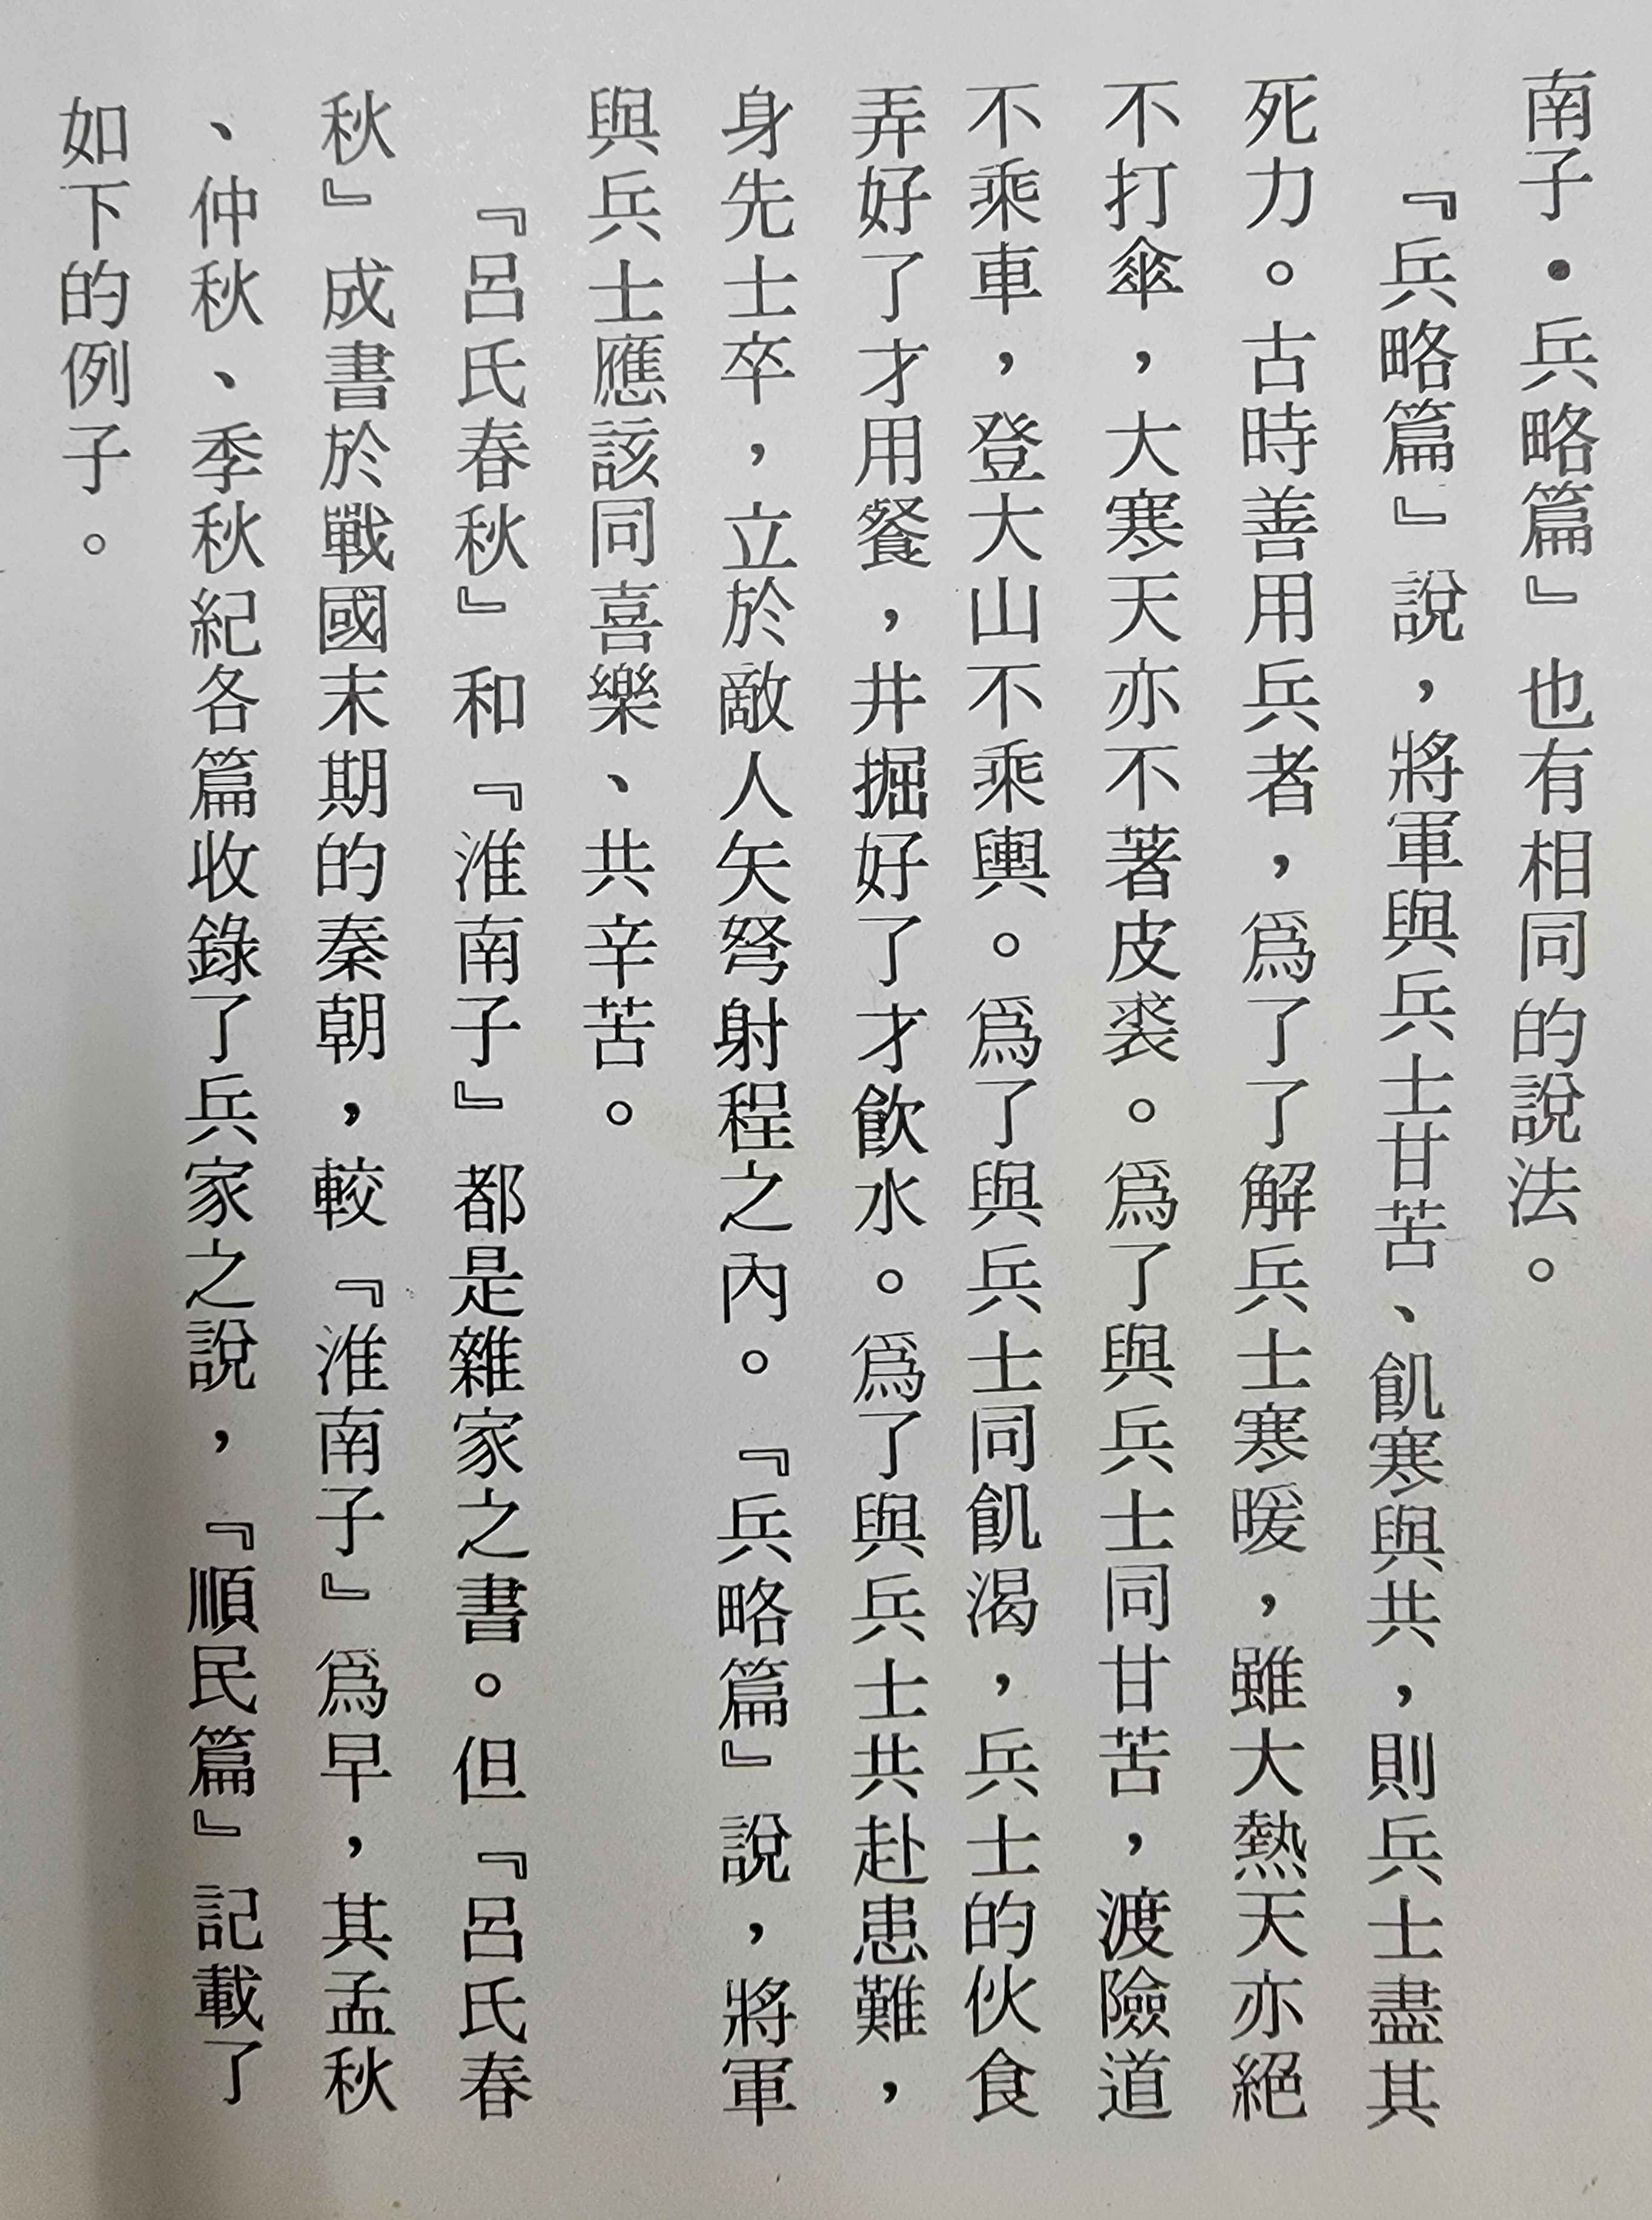 南子·兵略篇』也有相同的說法。
『兵略篇』說，將軍與兵士甘苦、飢寒與共，則兵士盡其
死力。古時善用兵者，爲了了解兵士寒暖，雖大熱天亦絕
不打傘，大寒天亦不著皮裘。爲了與兵士同甘苦，渡險道
不乘車，登大山不乘輿。爲了與兵士同飢渴，兵士的伙食
弄好了才用餐，井掘好了才飲水。爲了與兵士共赴患難，
身先士卒，立於敵人矢弩射程之內。『兵略篇』說，將軍
與兵士應該同喜樂、共辛苦。
『呂氏春秋』和『淮南子』都是雜家之書。但『呂氏春
秋』成書於戰國末期的秦朝，較『淮南子』爲早，其孟秋
、仲秋、季秋紀各篇收錄了兵家之說，『順民篇』記載了
如下的例子。